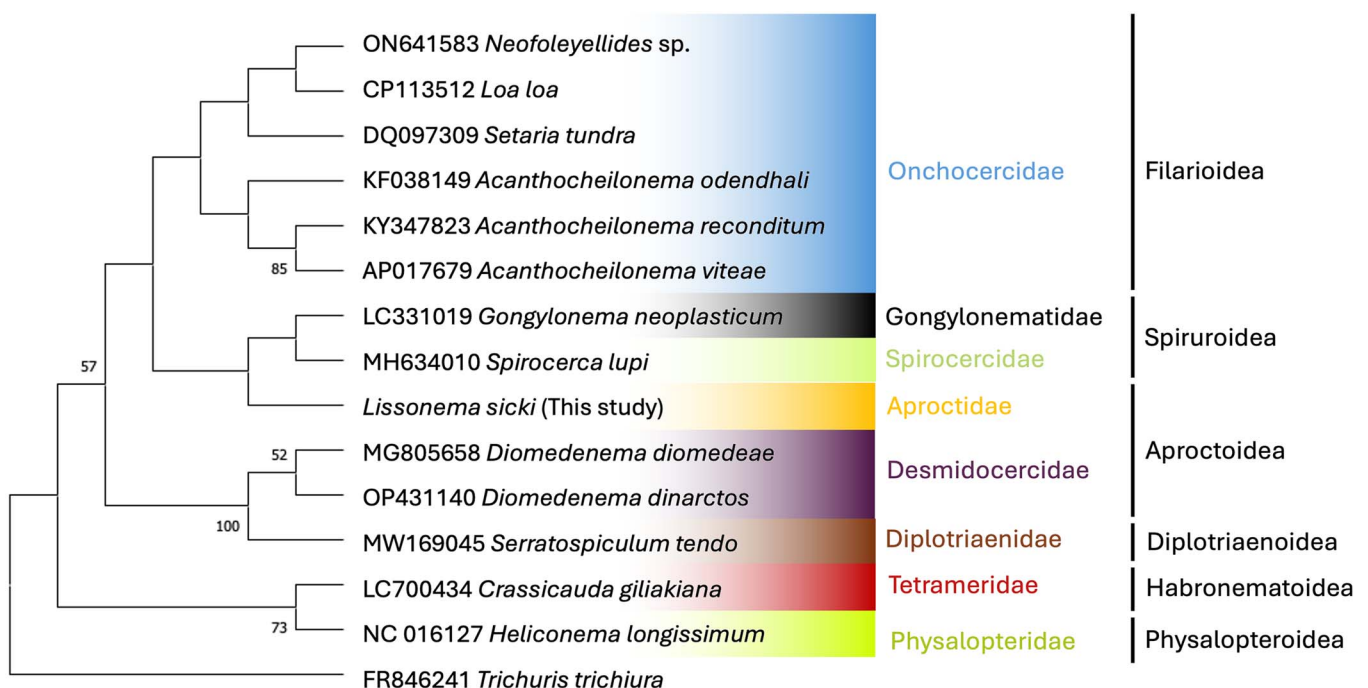 ON641583 Neofoleyellides sp.
CP113512 Loa loa
DQ097309 Setaria tundra
KF038149 Acanthocheilonema odendhali
Onchocercidae
Filarioidea
KY347823 Acanthocheilonema reconditum
AP017679 Acanthocheilonema viteae
85
LC331019 Gongylonema neoplasticum
Gongylonematidae
Spiruroidea
MH634010 Spirocerca lupi
Spirocercidae
57
Lissonema sicki (This study)
Aproctidae
Aproctoidea
52
MG805658 Diomedenema diomedeae
Desmidocercidae
OP431140 Diomedenema dinarctos
100
MW169045 Serratospiculum tendo
Diplotriaenidae
Diplotriaenoidea
LC700434 Crassicauda giliakiana
Tetrameridae
Habronematoidea
73
NC 016127 Heliconema longissimum
Physalopteridae
Physalopteroidea
FR846241 Trichuris trichiura